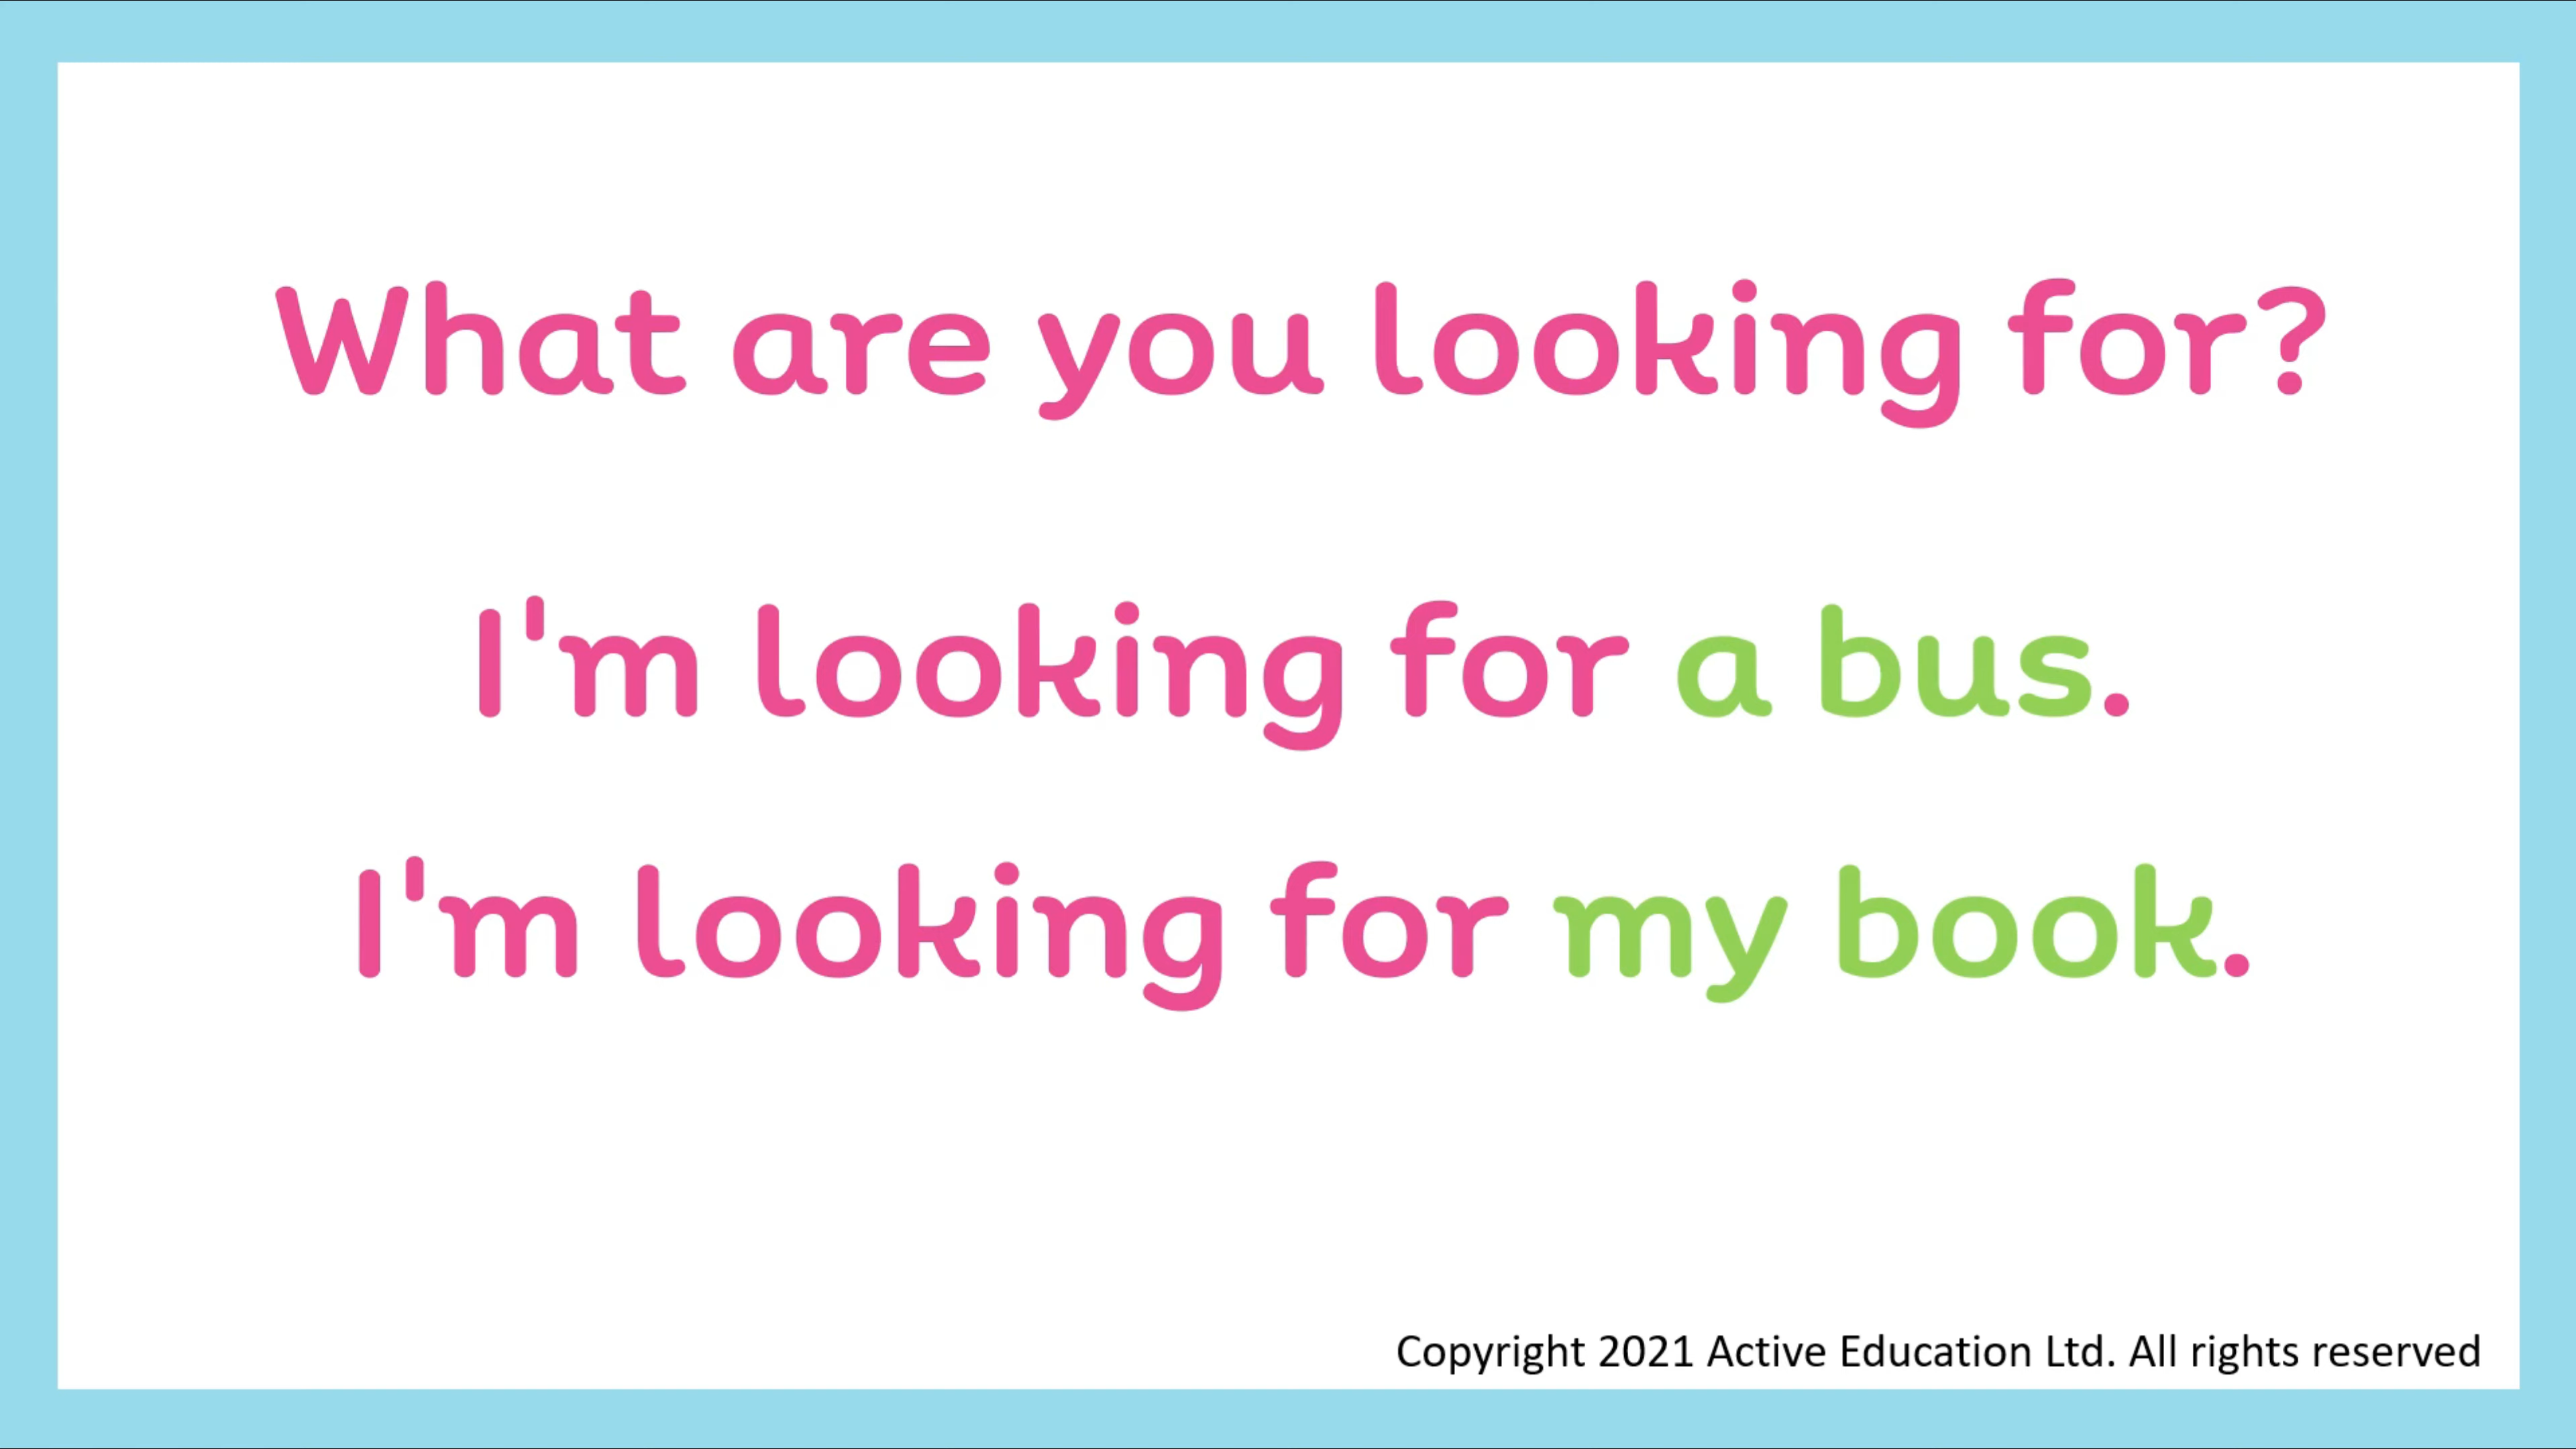 What are you looking for?
I'm looking for a bus.
I'm looking for my book.
Copyright 2021 Active Education Ltd. All rights reserved